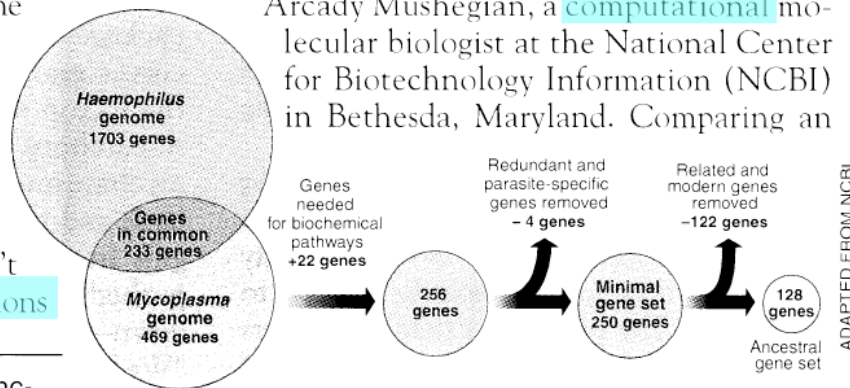 ne
Arcady Mushegian, a computational mo-
lecular biologist at the National Center
for Biotechnology Information (NCBI)
in Bethesda, Maryland. Comparing an
Haemophilus
genome
1703 genes
Genes
in common
233 genes
Mycoplasma
genome
469 genes
Genes
needed
for biochemical
pathways
+22 genes
256
genes
Redundant and
parasite-specific
genes removed
– 4 genes
Minimal
gene set
250 genes
Related and
modern genes
removed
–122 genes
128
genes
Ancestral
gene set
ADAPTED FROM NCBI
't
ons
nc-